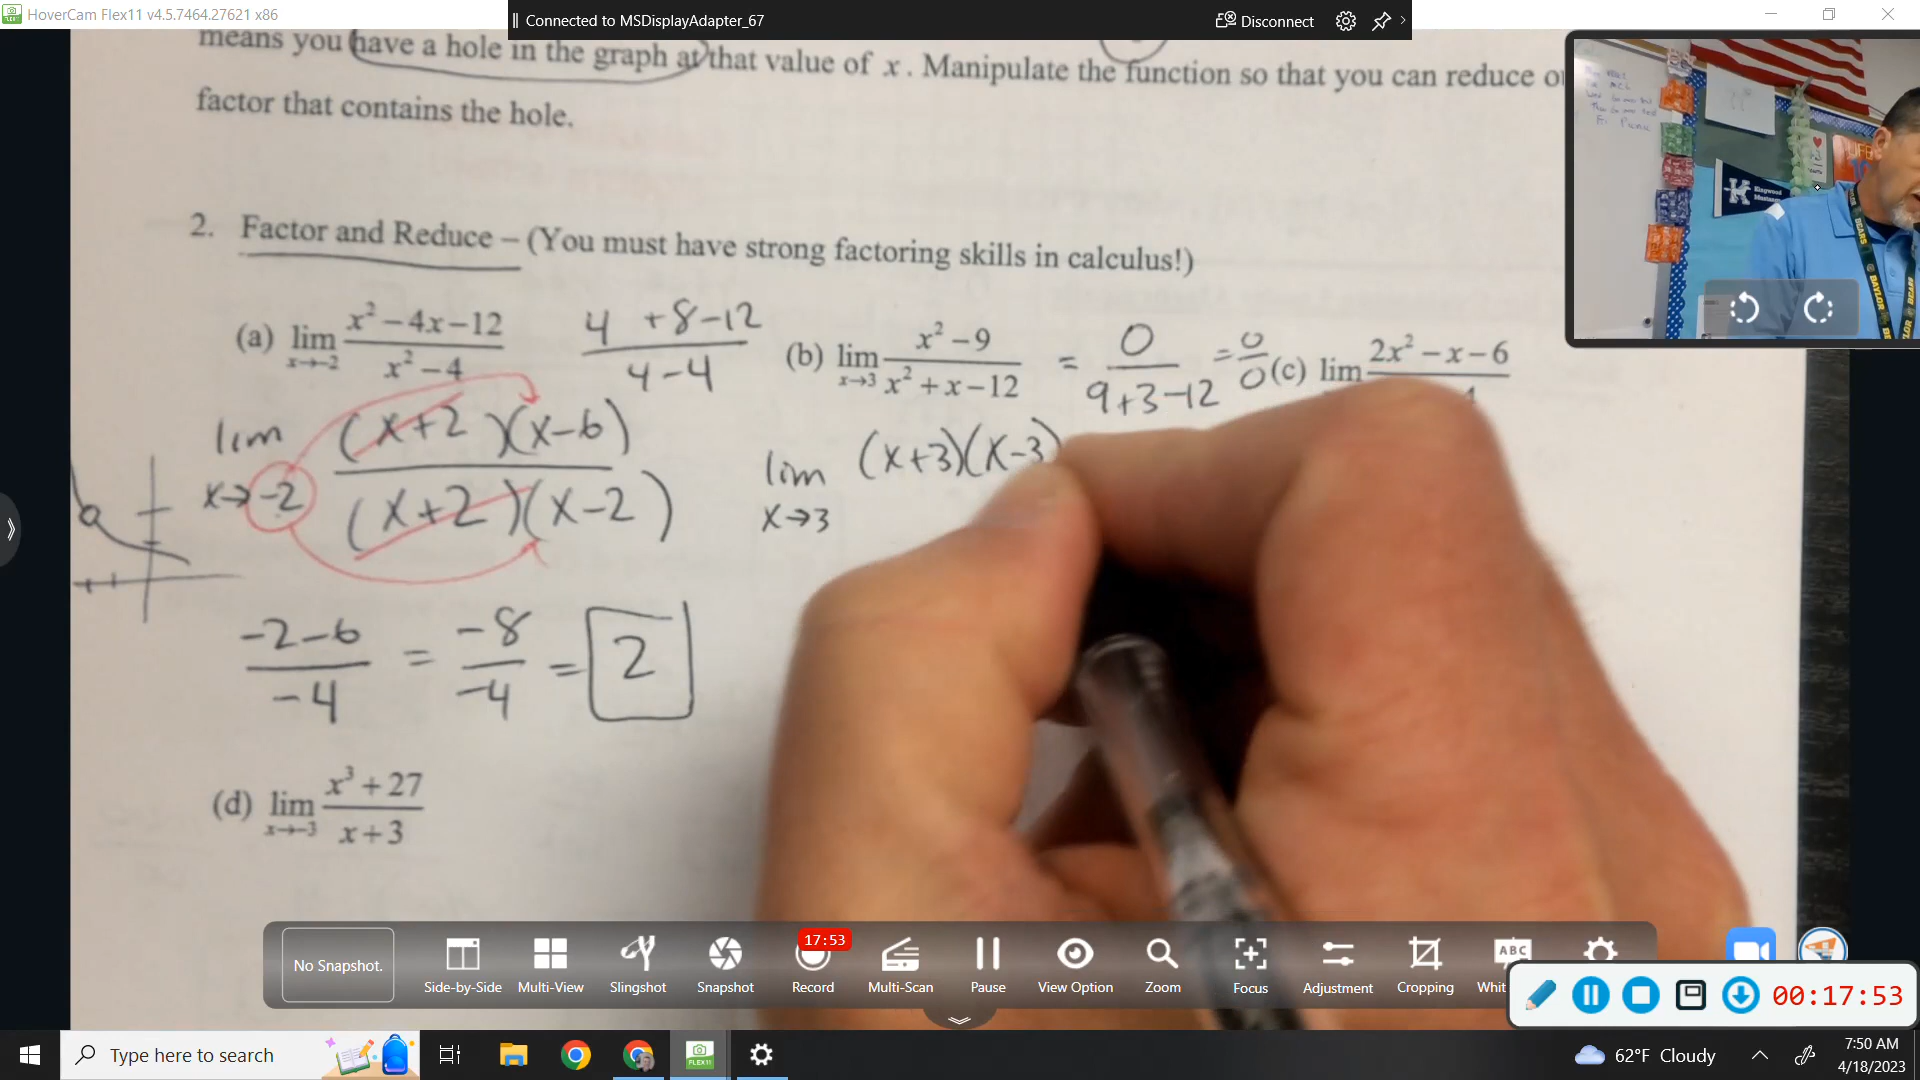 HoverCam Flex11 v4.5.7464.27621 x86
Connected to MSDisplayAdapter_67
Disconnect
means you have a hole in the graph at that value of x. Manipulate the function so that you can reduce
factor that contains the hole.
2. Factor and Reduce – (You must have strong factoring skills in calculus!)
(a) lim x→-2 (x² – 4x – 12)/(x² – 4)
4 +8-12
4-4
(b) lim x→3 (x² – 9)/(x² + x – 12) = 0/(9+3-12) = 0/0
(c) lim 2x² – x – 6
lim x→-2 (x+2)(x-6)/(x+2)(x-2)
lim x→3 (x+3)(x-3)
-2-6/-4 = -8/-4 = 2
(d) lim x→-3 (x³ + 27)/(x + 3)
Kingwood
BEARS
BAYLOR
No Snapshot.
Side-by-Side
Multi-View
Slingshot
Snapshot
17:53
Record
Multi-Scan
Pause
View Option
Zoom
Focus
Adjustment
Cropping
ABC
Whit
00:17:53
Type here to search
FLEX11
62°F Cloudy
7:50 AM
4/18/2023